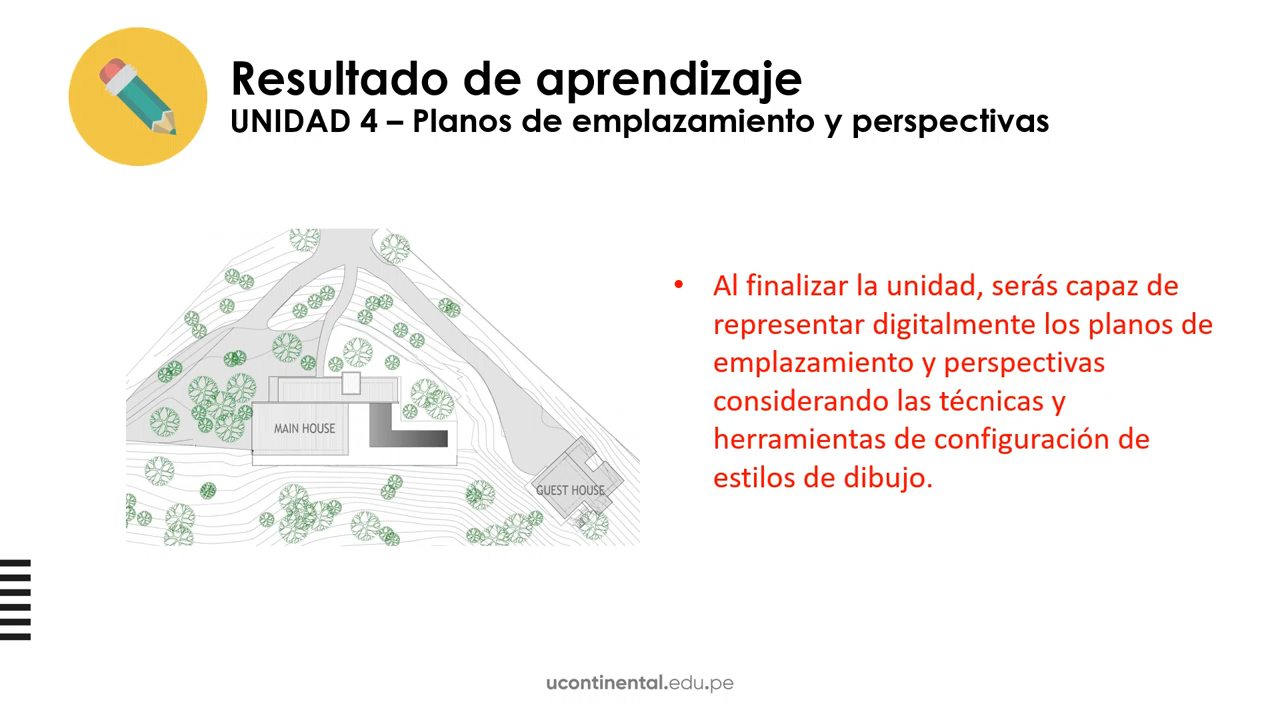 Resultado de aprendizaje
UNIDAD 4 – Planos de emplazamiento y perspectivas
MAIN HOUSE
GUEST HOUSE
• Al finalizar la unidad, serás capaz de
representar digitalmente los planos de
emplazamiento y perspectivas
considerando las técnicas y
herramientas de configuración de
estilos de dibujo.
ucontinental.edu.pe